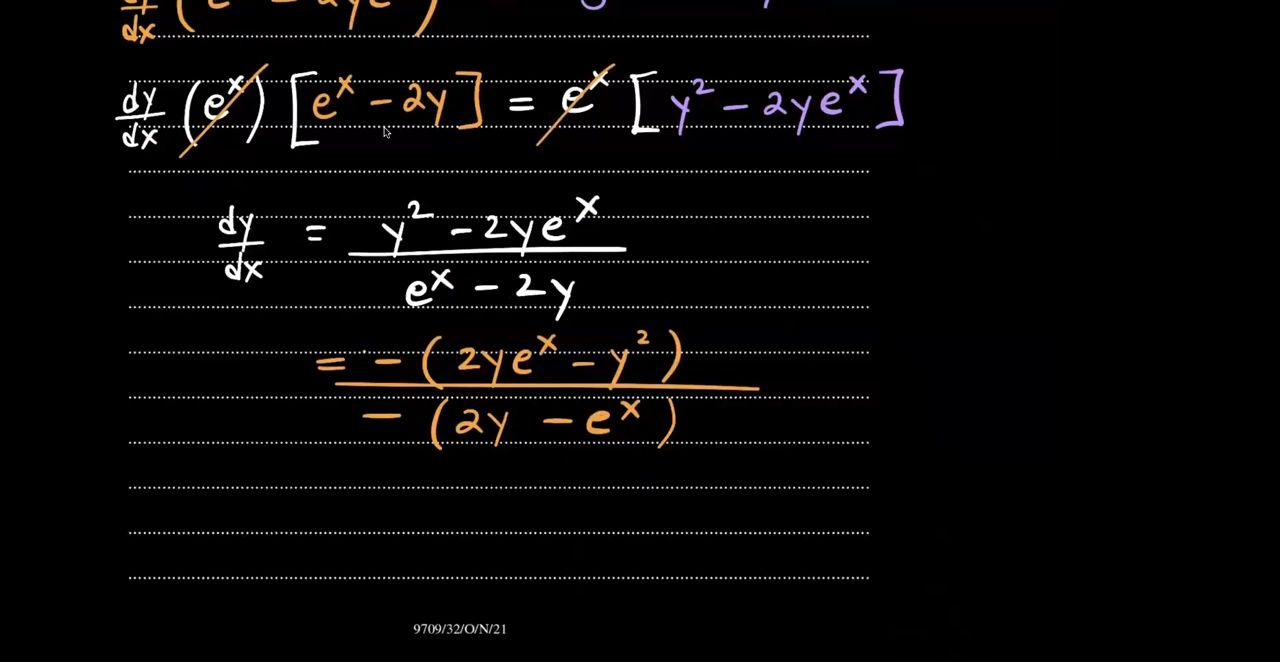 dy/dx (e^x) [e^x - 2y] = e^x [y^2 - 2ye^x]
dy/dx = (y^2 - 2ye^x)/(e^x - 2y)
= -(2ye^x - y^2)/-(2y - e^x)
9709/32/O/N/21